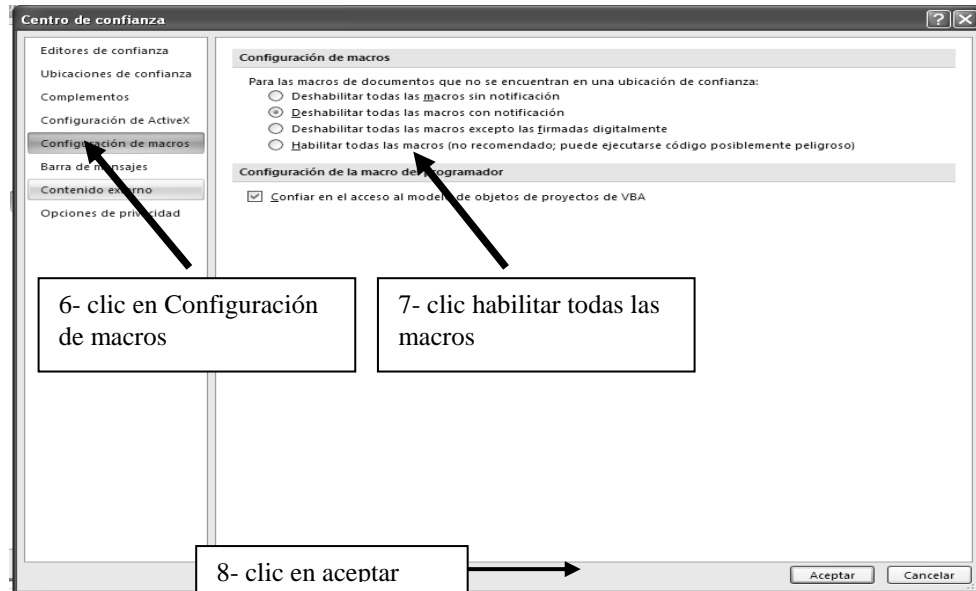 Centro de confianza
Editores de confianza
Ubicaciones de confianza
Complementos
Configuración de ActiveX
Configuración de macros
Barra de mensajes
Contenido externo
Opciones de privacidad
Configuración de macros
Para las macros de documentos que no se encuentran en una ubicación de confianza:
Deshabilitar todas las macros sin notificación
Deshabilitar todas las macros con notificación
Deshabilitar todas las macros excepto las firmadas digitalmente
Habilitar todas las macros (no recomendado; puede ejecutarse código posiblemente peligroso)
Configuración de la macro del programador
Confiar en el acceso al modelo de objetos de proyectos de VBA
6- clic en Configuración
de macros
7- clic habilitar todas las
macros
8- clic en aceptar
Aceptar
Cancelar